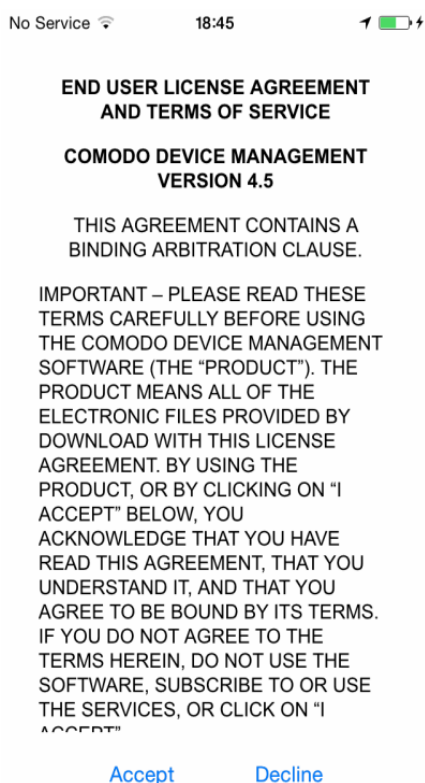 No Service 18:45
END USER LICENSE AGREEMENT
AND TERMS OF SERVICE
COMODO DEVICE MANAGEMENT
VERSION 4.5
THIS AGREEMENT CONTAINS A
BINDING ARBITRATION CLAUSE.
IMPORTANT – PLEASE READ THESE
TERMS CAREFULLY BEFORE USING
THE COMODO DEVICE MANAGEMENT
SOFTWARE (THE “PRODUCT”). THE
PRODUCT MEANS ALL OF THE
ELECTRONIC FILES PROVIDED BY
DOWNLOAD WITH THIS LICENSE
AGREEMENT. BY USING THE
PRODUCT, OR BY CLICKING ON “I
ACCEPT” BELOW, YOU
ACKNOWLEDGE THAT YOU HAVE
READ THIS AGREEMENT, THAT YOU
UNDERSTAND IT, AND THAT YOU
AGREE TO BE BOUND BY ITS TERMS.
IF YOU DO NOT AGREE TO THE
TERMS HEREIN, DO NOT USE THE
SOFTWARE, SUBSCRIBE TO OR USE
THE SERVICES, OR CLICK ON “I
ACCEPT”
Accept Decline